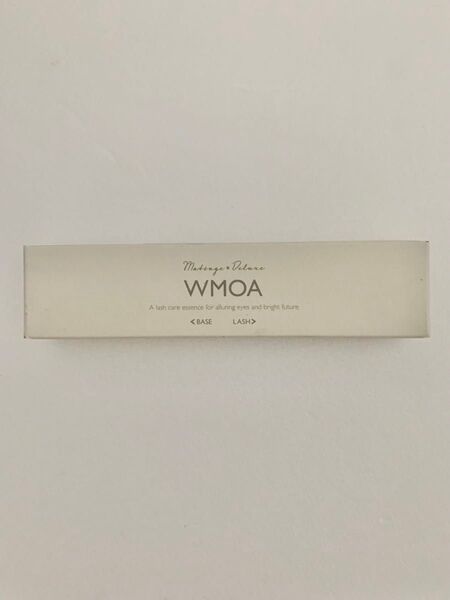 Matsuge • Deluxe
WMOA
A lash care essence for alluring eyes and bright future
<BASE LASH>